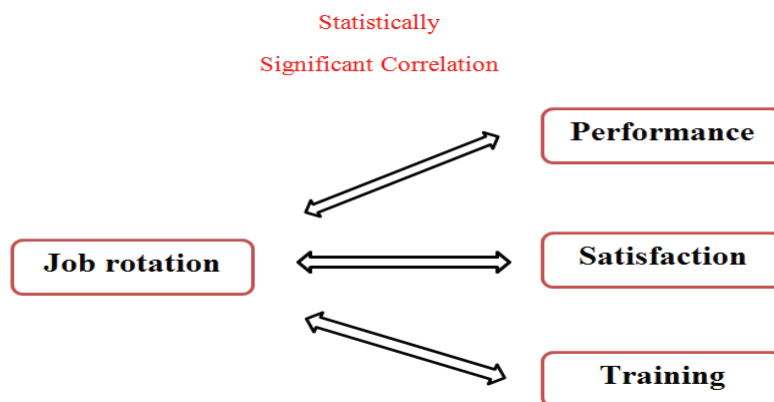 Statistically
Significant Correlation
Performance
Job rotation
Satisfaction
Training